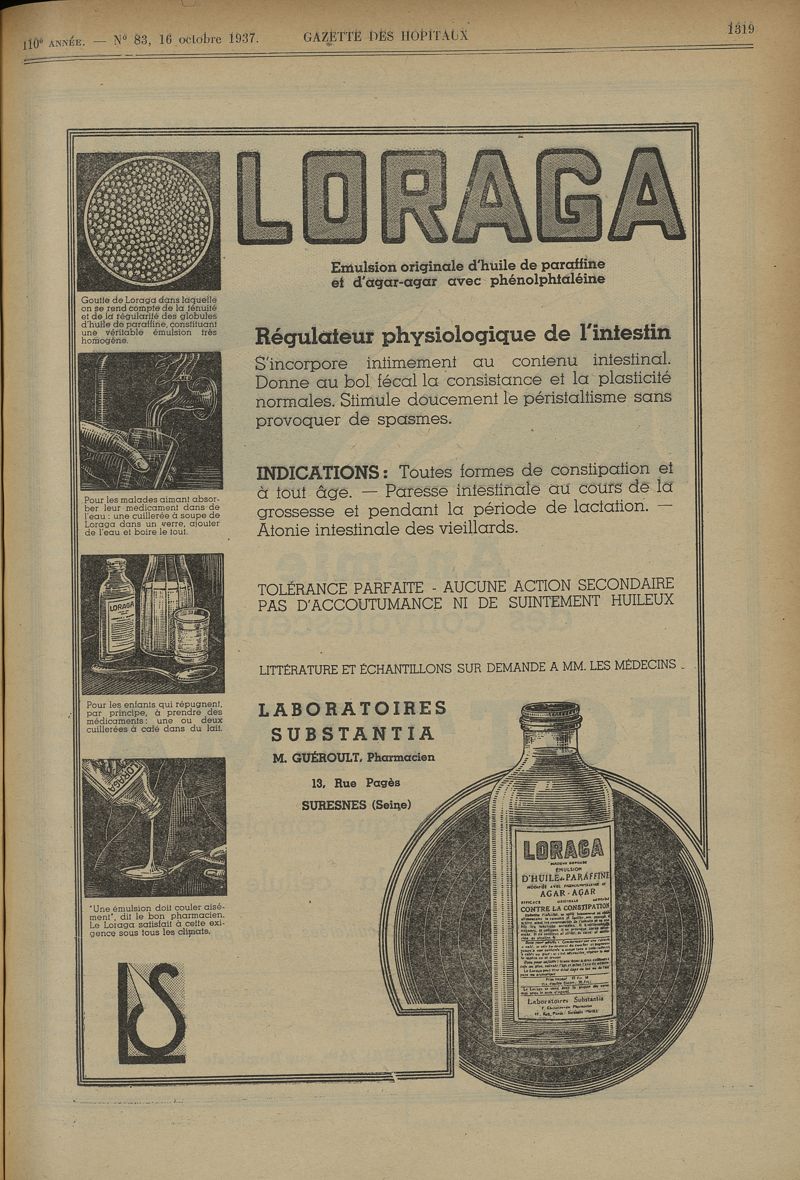 110e ANNÉE. — No 83, 16 octobre 1937.
GAZETTE DES HOPITAUX
1319
LORAGA
Emulsion originale d'huile de paraffine
et d'agar-agar avec phénolphtaléine
Régulateur physiologique de l'intestin
S'incorpore intimement au contenu intestinal.
Donne au bol fécal la consistance et la plasticité
normales. Stimule doucement le péristaltisme sans
provoquer de spasmes.
INDICATIONS: Toutes formes de constipation et
à tout âge. — Paresse intestinale au cours de la
grossesse et pendant la période de lactation. —
Atonie intestinale des vieillards.
TOLÉRANCE PARFAITE - AUCUNE ACTION SECONDAIRE
PAS D'ACCOUTUMANCE NI DE SUINTEMENT HUILEUX
LITTÉRATURE ET ÉCHANTILLONS SUR DEMANDE A MM. LES MÉDECINS
LABORATOIRES
SUBSTANTIA
M. GUÉROULT, Pharmacien
13, Rue Pagès
SURESNES (Seine)
Goutte de Loraga dans laquelle
on se rend compte de la ténuité
et de la régularité des globules
d'huile de paraffine, constituant
une véritable émulsion très
homogène.
Pour les malades aimant absor-
ber leur médicament dans de
l'eau : une cuillerée à soupe de
Loraga dans un verre, ajouter
de l'eau et boire le tout.
LORAGA
Pour les enfants qui répugnent,
par principe, à prendre des
médicaments : une ou deux
cuillerées à café dans du lait.
LORAGA
"Une émulsion doit couler aisé-
ment", dit le bon pharmacien.
Le Loraga satisfait à cette exi-
gence sous tous les climats.
LS
LORAGA
ÉMULSION
D'HUILE de PARAFFINE
AGAR-AGAR
CONTRE LA CONSTIPATION
Laboratoires Substantia